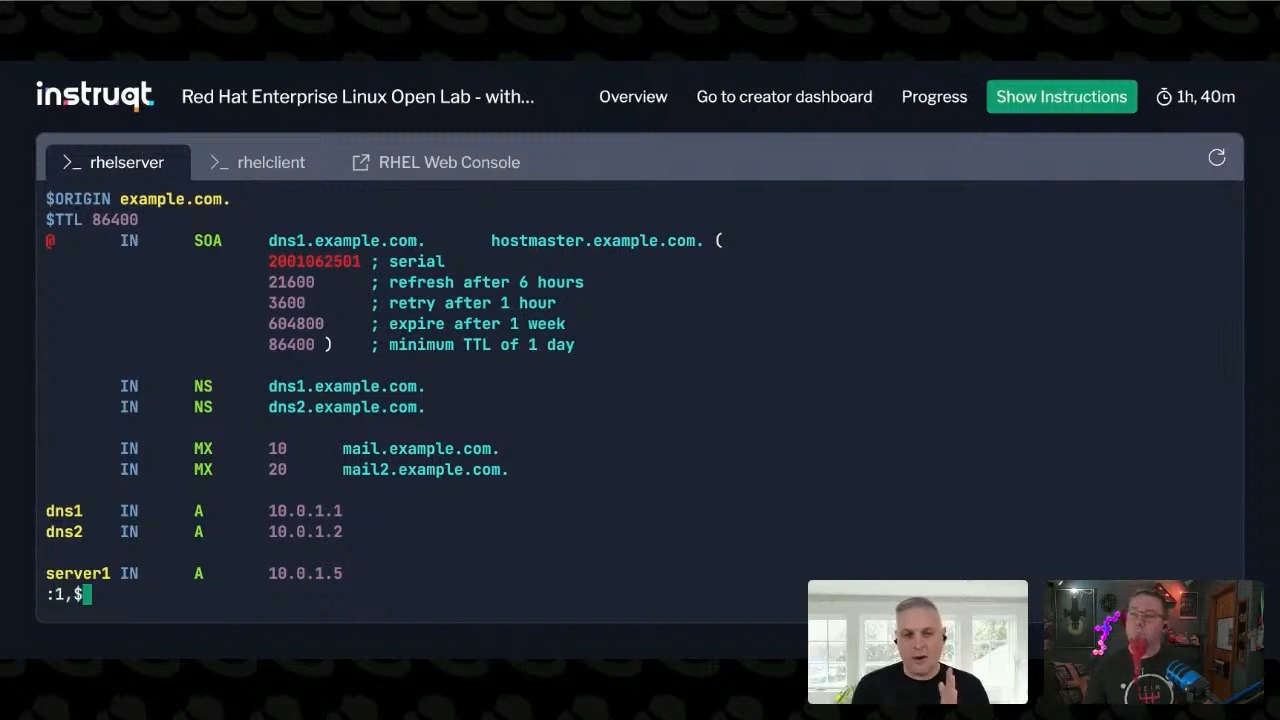 instruqt Red Hat Enterprise Linux Open Lab - with... Overview Go to creator dashboard Progress Show Instructions 1h, 40m
>_ rhelserver >_ rhelclient RHEL Web Console
$ORIGIN example.com.
$TTL 86400
@ IN SOA dns1.example.com. hostmaster.example.com. (
2001062501 ; serial
21600 ; refresh after 6 hours
3600 ; retry after 1 hour
604800 ; expire after 1 week
86400 ) ; minimum TTL of 1 day
IN NS dns1.example.com.
IN NS dns2.example.com.
IN MX 10 mail.example.com.
IN MX 20 mail2.example.com.
dns1 IN A 10.0.1.1
dns2 IN A 10.0.1.2
server1 IN A 10.0.1.5
:1,$